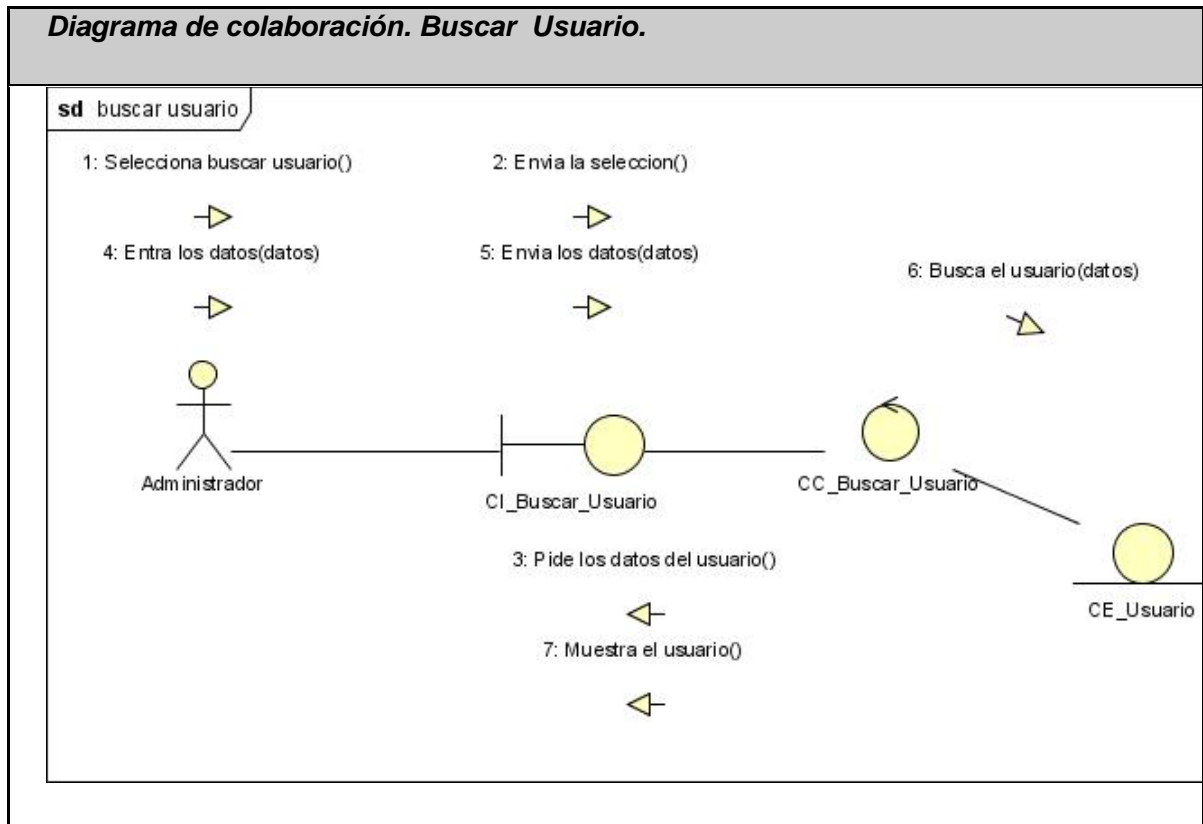 Diagrama de colaboración. Buscar Usuario.
sd buscar usuario
1: Selecciona buscar usuario()
2: Envia la seleccion()
4: Entra los datos(datos)
5: Envia los datos(datos)
6: Busca el usuario(datos)
Administrador
CI_Buscar_Usuario
CC_Buscar_Usuario
3: Pide los datos del usuario()
CE_Usuario
7: Muestra el usuario()